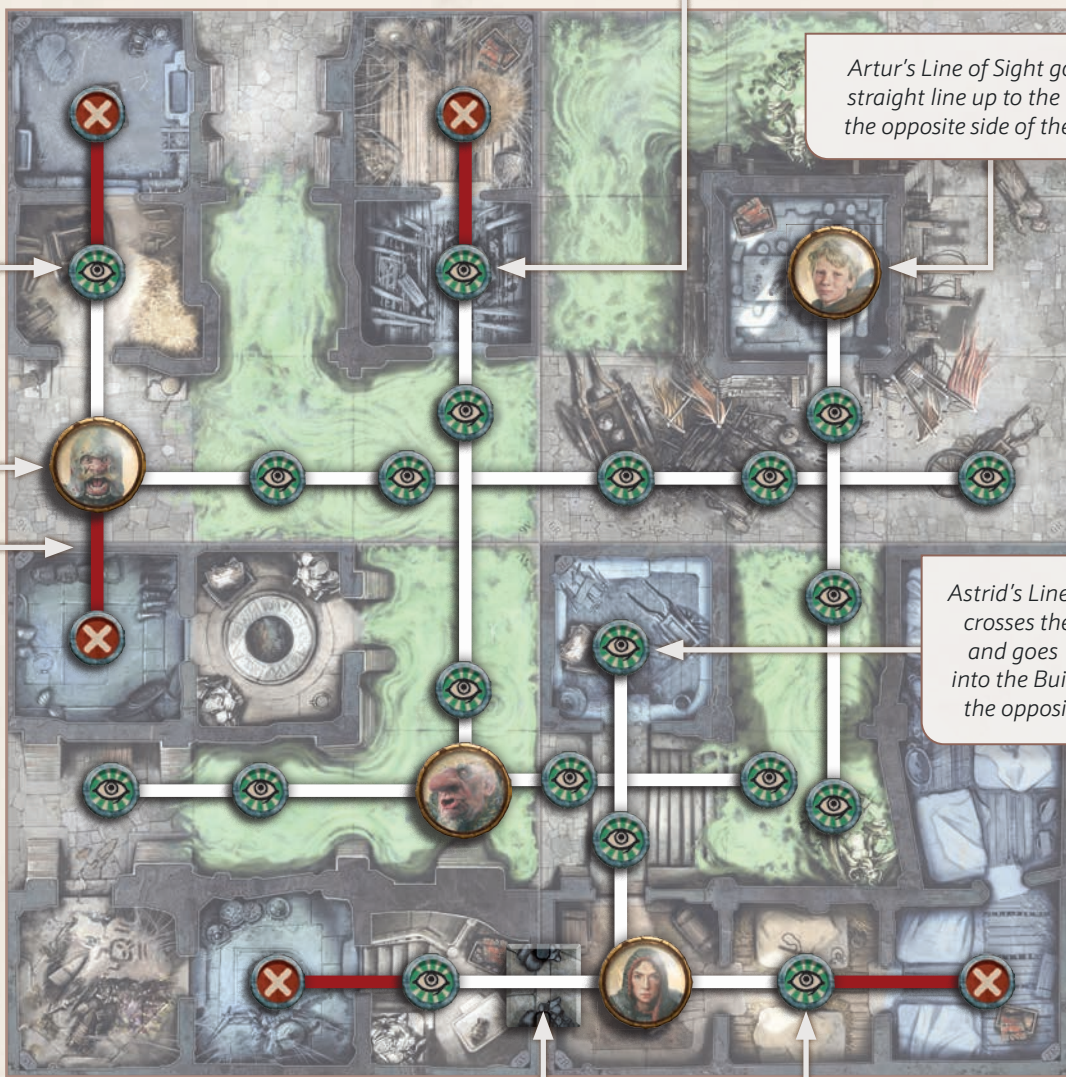 Artur's Line of Sight go
straight line up to the
the opposite side of the
Astrid's Line
crosses the
and goes
into the Bui
the opposi